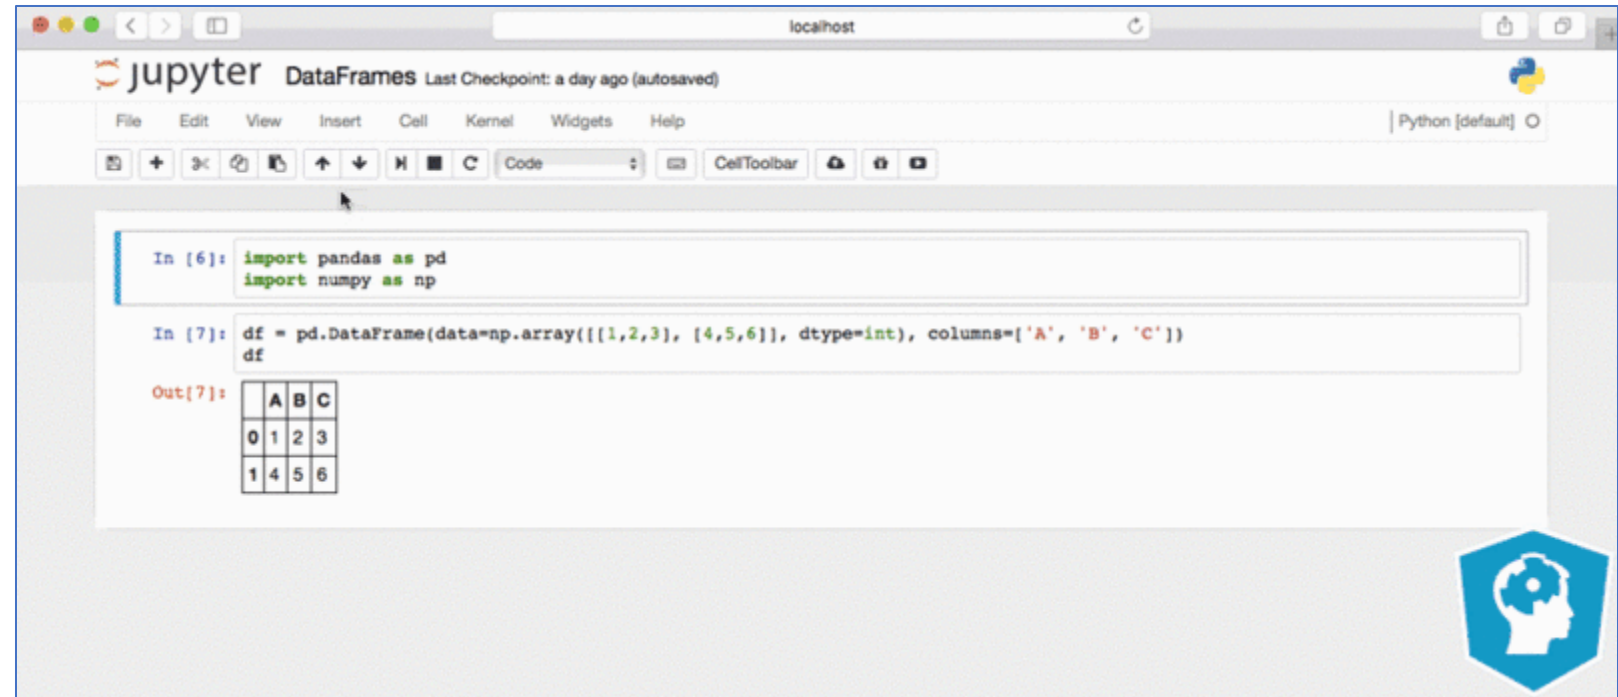 localhost
jupyter DataFrames Last Checkpoint: a day ago (autosaved)
File Edit View Insert Cell Kernel Widgets Help Python [default]
Code CellToolbar
In [6]: import pandas as pd
import numpy as np
In [7]: df = pd.DataFrame(data=np.array([[1,2,3], [4,5,6]], dtype=int), columns=['A', 'B', 'C'])
df
Out[7]:
A B C
0 1 2 3
1 4 5 6